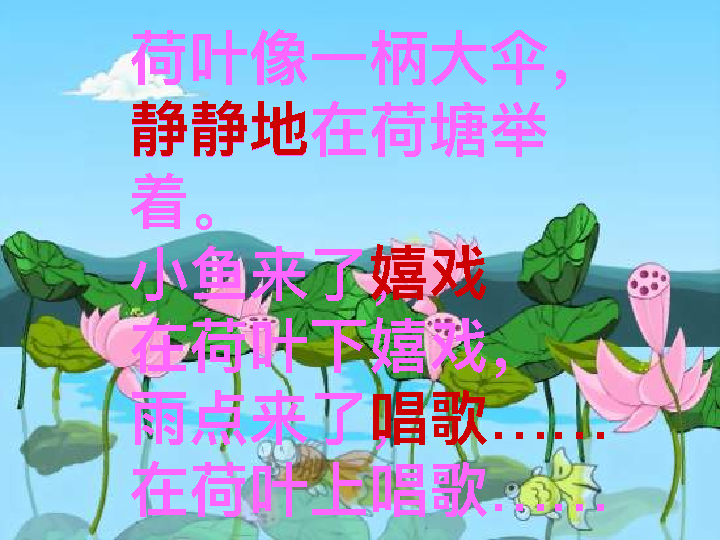 荷叶像一柄大伞，
静静地在荷塘举
着。
小鱼来了，嬉戏
在荷叶下嬉戏，
雨点来了，唱歌……
在荷叶上唱歌……